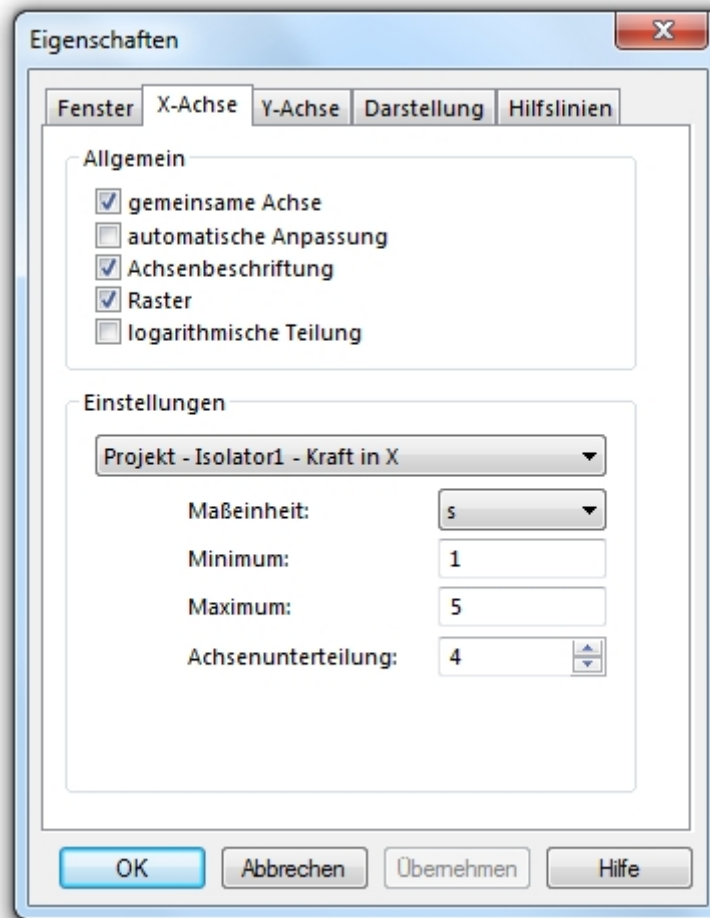 Eigenschaften
Fenster X-Achse Y-Achse Darstellung Hilfslinien
Allgemein
gemeinsame Achse
automatische Anpassung
Achsenbeschriftung
Raster
logarithmische Teilung
Einstellungen
Projekt - Isolator1 - Kraft in X
Maßeinheit: s
Minimum: 1
Maximum: 5
Achsenunterteilung: 4
OK Abbrechen Übernehmen Hilfe